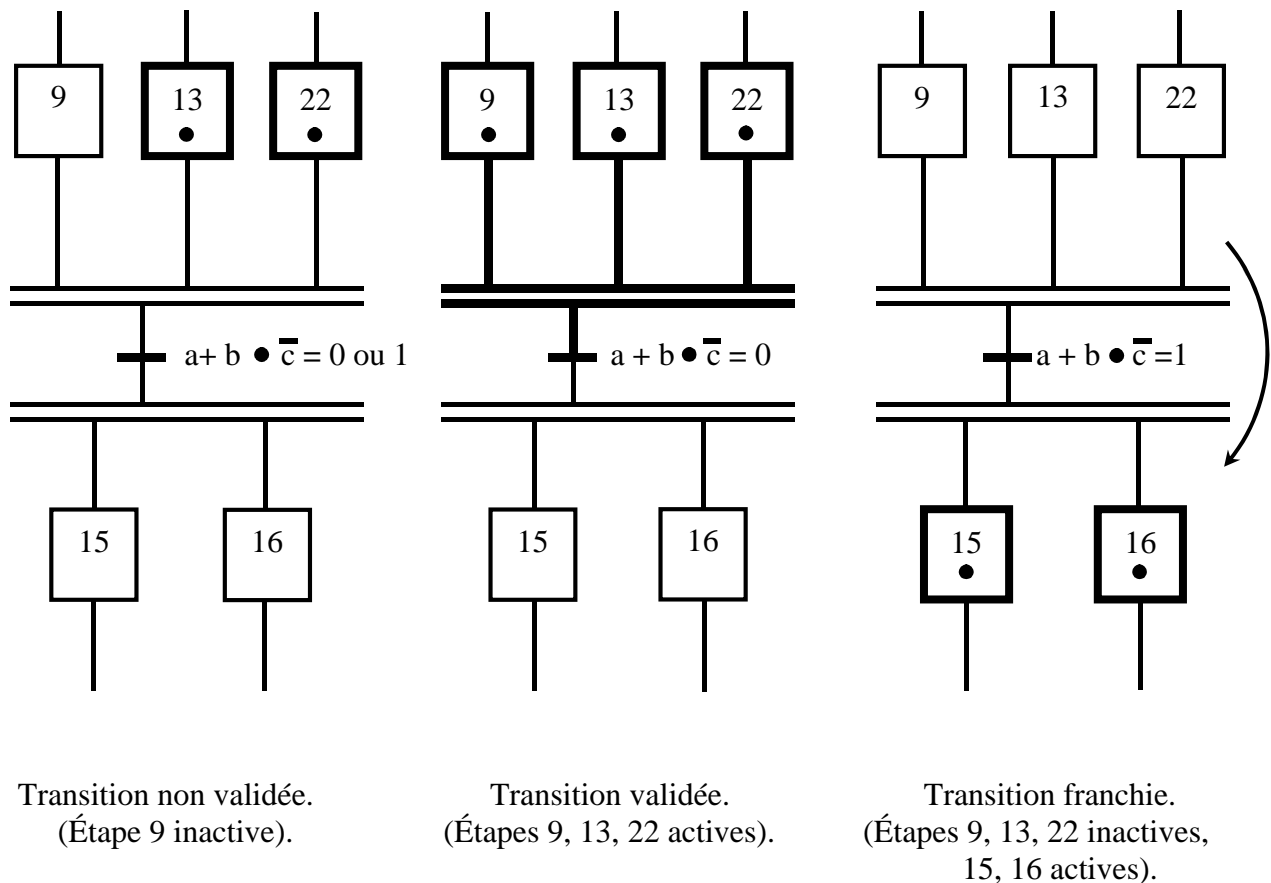 9 13 22 9 13 22 9 13 22
a+ b • c̅ = 0 ou 1 a + b • c̅ = 0 a + b • c̅ =1
15 16 15 16 15 16
Transition non validée.
(Étape 9 inactive).
Transition validée.
(Étapes 9, 13, 22 actives).
Transition franchie.
(Étapes 9, 13, 22 inactives,
15, 16 actives).